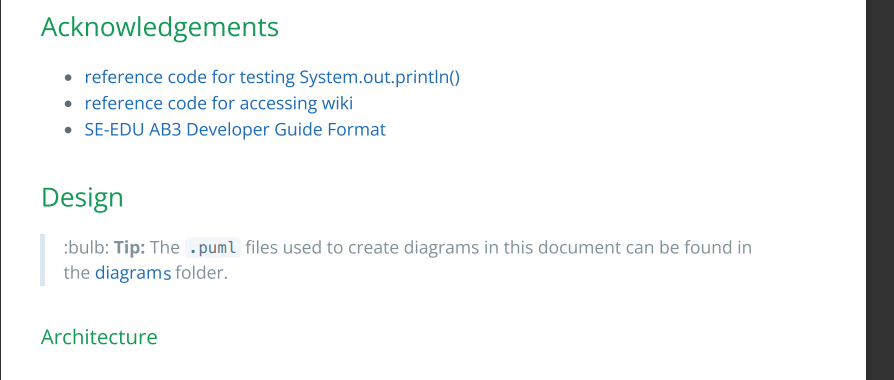 Acknowledgements
reference code for testing System.out.println()
reference code for accessing wiki
SE-EDU AB3 Developer Guide Format
Design
:bulb: Tip: The .puml files used to create diagrams in this document can be found in
the diagrams folder.
Architecture